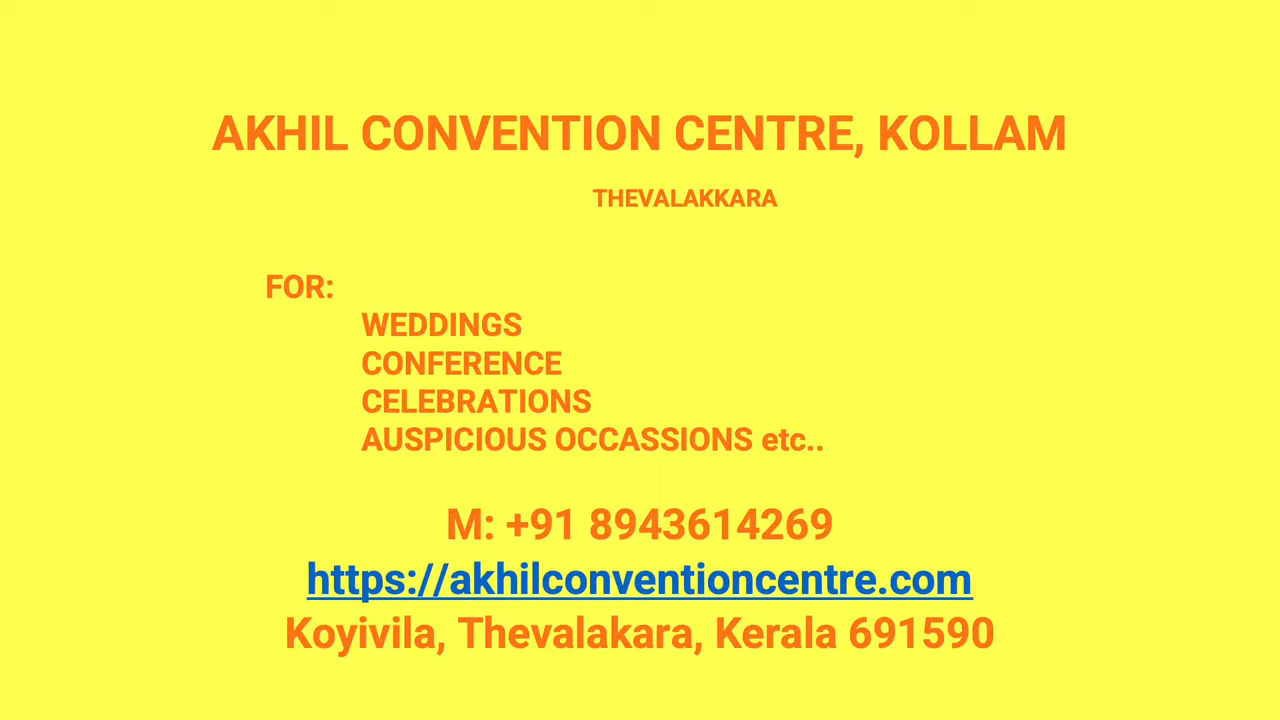 AKHIL CONVENTION CENTRE, KOLLAM
THEVALAKKARA
FOR:
WEDDINGS
CONFERENCE
CELEBRATIONS
AUSPICIOUS OCCASSIONS etc..
M: +91 8943614269
https://akhilconventioncentre.com
Koyivila, Thevalakara, Kerala 691590